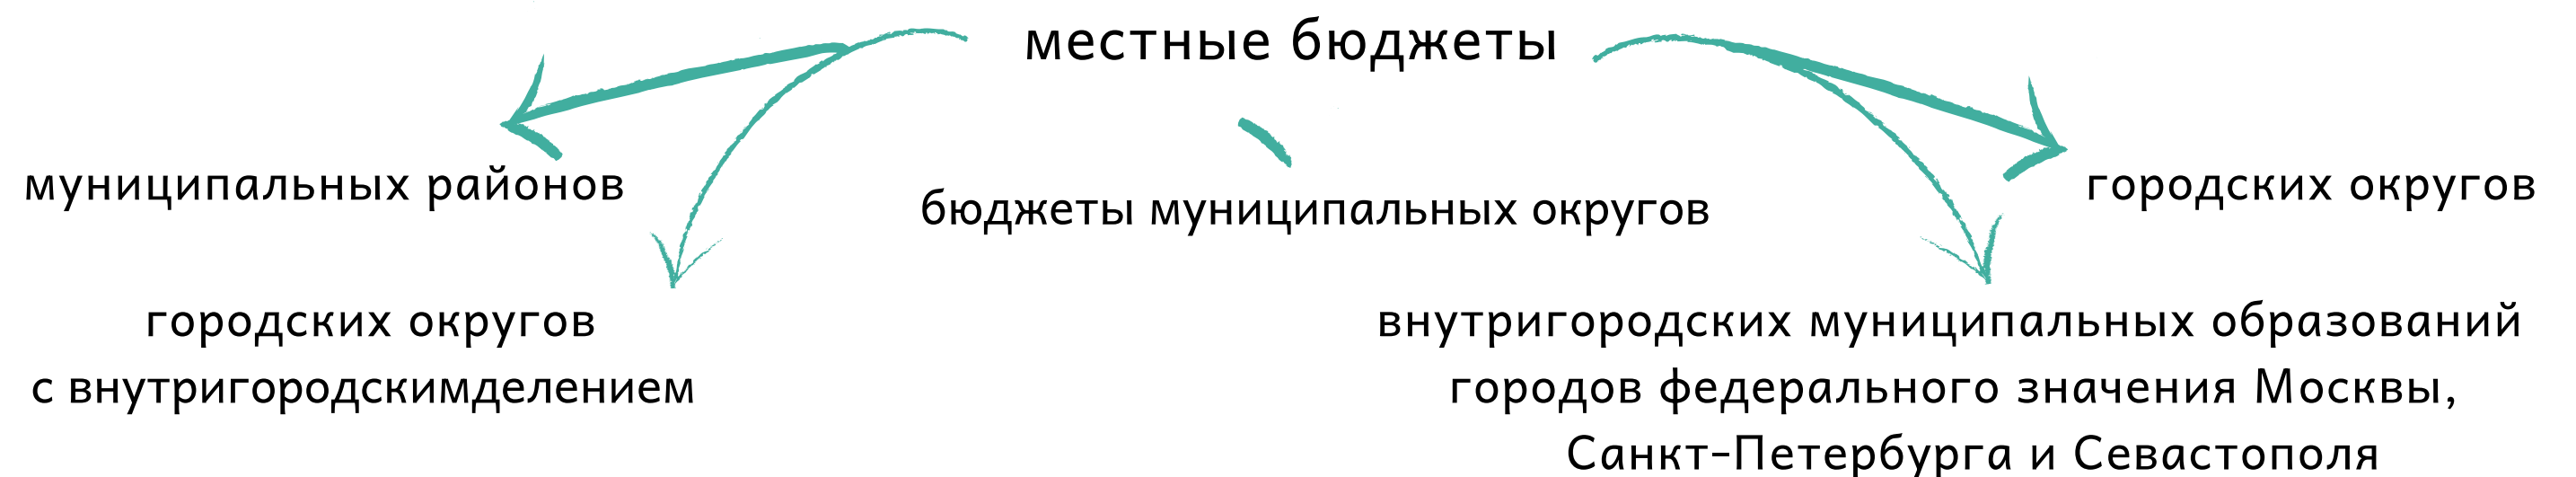 местные бюджеты
муниципальных районов
бюджеты муниципальных округов
городских округов
городских округов
с внутригородскимделением
внутригородских муниципальных образований
городов федерального значения Москвы,
Санкт-Петербурга и Севастополя